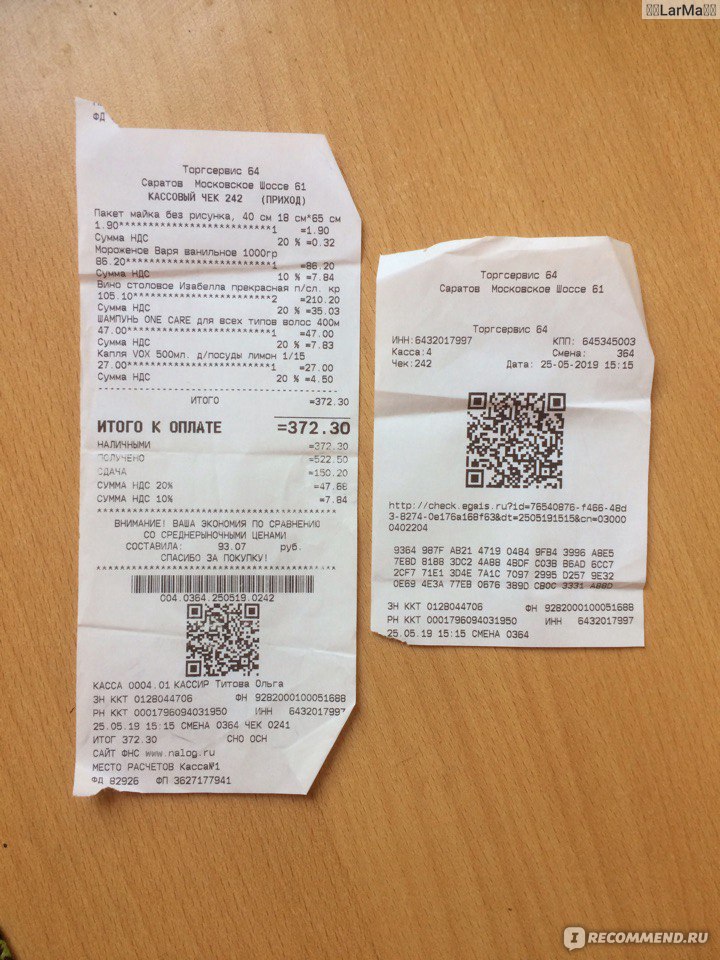 LarMa
ФД
Торгсервис 64
Саратов Московское Шоссе 61
КАССОВЫЙ ЧЕК 242 (ПРИХОД)
Пакет майка без рисунка, 40 см 18 см*65 см
1.90**********************1 =1.90
Сумма НДС 20 % =0.32
Мороженое Варя ванильное 1000гр
86.20*********************1 =86.20
Сумма НДС 10 % =7.84
Вино столовое Изабелла прекрасная п/сл. кр
105.10********************2 =210.20
Сумма НДС 20 % =35.03
ШАМПУНЬ ONE CARE для всех типов волос 400м
47.00*********************1 =47.00
Сумма НДС 20 % =7.83
Капля VOX 500мл. д/посуды лимон 1/15
27.00*********************1 =27.00
Сумма НДС 20 % =4.50
ИТОГО =372.30
ИТОГО К ОПЛАТЕ =372.30
НАЛИЧНЫМИ =372.30
ПОЛУЧЕНО =522.50
СДАЧА =150.20
СУММА НДС 20% =47.68
СУММА НДС 10% =7.84
ВНИМАНИЕ! ВАША ЭКОНОМИЯ ПО СРАВНЕНИЮ
СО СРЕДНЕРЫНОЧНЫМИ ЦЕНАМИ
СОСТАВИЛА: 93.07 руб.
СПАСИБО ЗА ПОКУПКУ!
004.0364.250519.0242
КАССА 0004.01 КАССИР Титова Ольга
ЗН ККТ 0128044706 ФН 9282000100051688
РН ККТ 0001796094031950 ИНН 6432017997
25.05.19 15:15 СМЕНА 0364 ЧЕК 0241
ИТОГ 372.30 СНО ОСН
САЙТ ФНС www.nalog.ru
МЕСТО РАСЧЕТОВ Касса№1
ФД 82926 ФП 3627177941
Торгсервис 64
Саратов Московское Шоссе 61
Торгсервис 64
ИНН:6432017997 КПП: 645345003
Касса:4 Смена: 364
Чек:242 Дата: 25-05-2019 15:15
http://check.egais.ru?id=76540876-f466-48d
3-8274-0e176a168f63&dt=2505191515&cn=03000
0402204
9364 987F AB21 4719 0484 9FB4 3996 A8E5
7E8D 8188 3DC2 4A88 4BDF C03B B6AD 6CC7
2CF7 71E1 3D4E 7A1C 7097 2995 D257 9E32
0E69 4E3A 77EB 0676 389D CB0C 3331 A88D
ЗН ККТ 0128044706 ФН 9282000100051688
РН ККТ 0001796094031950 ИНН 6432017997
25.05.19 15:15 СМЕНА 0364
I RECOMMEND.RU